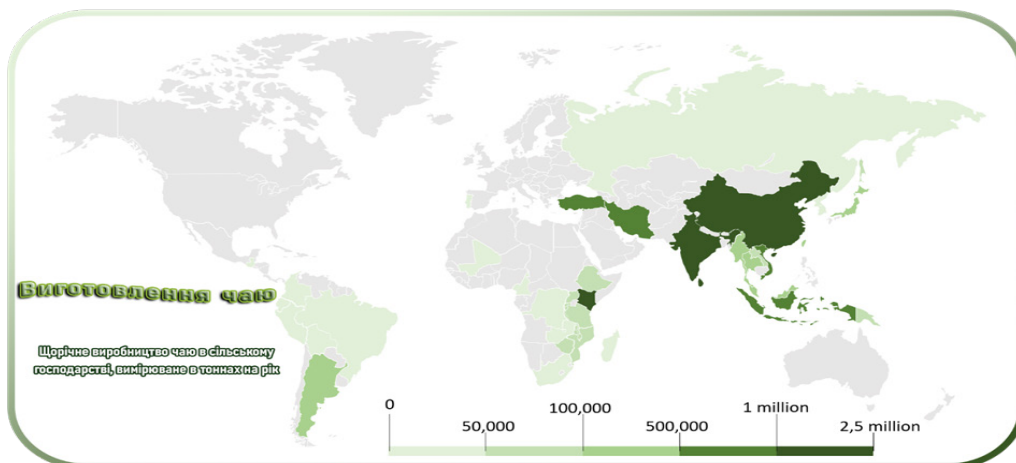 Виготовлення чаю
Щорічне виробництво чаю в сільському
господарстві, вимірюване в тоннах на рік
0
100,000
1 million
50,000
500,000
2,5 million